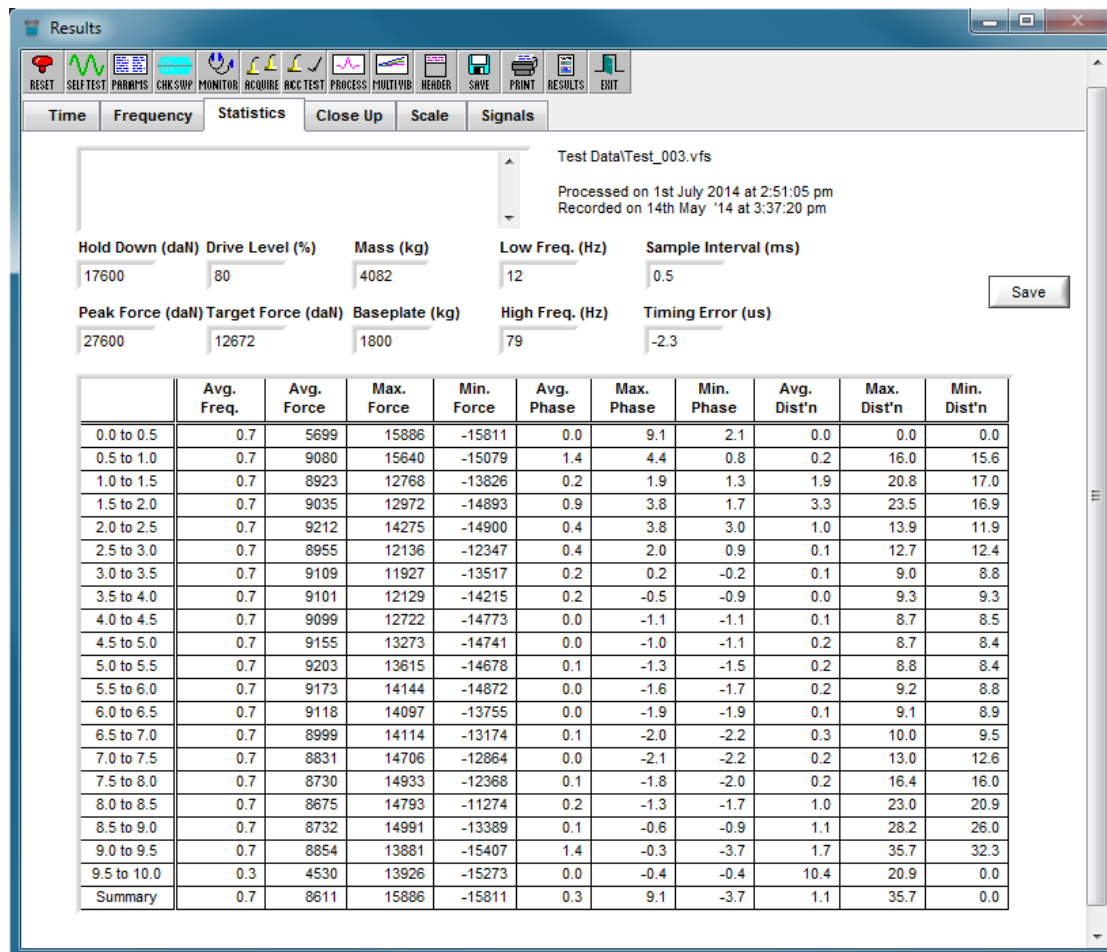 Results
RESET SELFTEST PARAMS CHKSWP MONITOR ACQUIRE ACCTEST PROCESS MULTIVIB HEADER SAVE PRINT RESULTS EXIT
Time Frequency Statistics Close Up Scale Signals
Test Data\Test_003.vfs
Processed on 1st July 2014 at 2:51:05 pm
Recorded on 14th May '14 at 3:37:20 pm
Hold Down (daN) Drive Level (%) Mass (kg) Low Freq. (Hz) Sample Interval (ms)
17600 80 4082 12 0.5
Save
Peak Force (daN) Target Force (daN) Baseplate (kg) High Freq. (Hz) Timing Error (us)
27600 12672 1800 79 -2.3
Avg. Avg. Max. Min. Avg. Max. Min. Avg. Max. Min.
Freq. Force Force Force Phase Phase Phase Dist'n Dist'n Dist'n
0.0 to 0.5 0.7 5699 15886 -15811 0.0 9.1 2.1 0.0 0.0 0.0
0.5 to 1.0 0.7 9080 15640 -15079 1.4 4.4 0.8 0.2 16.0 15.6
1.0 to 1.5 0.7 8923 12768 -13826 0.2 1.9 1.3 1.9 20.8 17.0
1.5 to 2.0 0.7 9035 12972 -14893 0.9 3.8 1.7 3.3 23.5 16.9
2.0 to 2.5 0.7 9212 14275 -14900 0.4 3.8 3.0 1.0 13.9 11.9
2.5 to 3.0 0.7 8955 12136 -12347 0.4 2.0 0.9 0.1 12.7 12.4
3.0 to 3.5 0.7 9109 11927 -13517 0.2 0.2 -0.2 0.1 9.0 8.8
3.5 to 4.0 0.7 9101 12129 -14215 0.2 -0.5 -0.9 0.0 9.3 9.3
4.0 to 4.5 0.7 9099 12722 -14773 0.0 -1.1 -1.1 0.1 8.7 8.5
4.5 to 5.0 0.7 9155 13273 -14741 0.0 -1.0 -1.1 0.2 8.7 8.4
5.0 to 5.5 0.7 9203 13615 -14678 0.1 -1.3 -1.5 0.2 8.8 8.4
5.5 to 6.0 0.7 9173 14144 -14872 0.0 -1.6 -1.7 0.2 9.2 8.8
6.0 to 6.5 0.7 9118 14097 -13755 0.0 -1.9 -1.9 0.1 9.1 8.9
6.5 to 7.0 0.7 8999 14114 -13174 0.1 -2.0 -2.2 0.3 10.0 9.5
7.0 to 7.5 0.7 8831 14706 -12864 0.0 -2.1 -2.2 0.2 13.0 12.6
7.5 to 8.0 0.7 8730 14933 -12368 0.1 -1.8 -2.0 0.2 16.4 16.0
8.0 to 8.5 0.7 8675 14793 -11274 0.2 -1.3 -1.7 1.0 23.0 20.9
8.5 to 9.0 0.7 8732 14991 -13389 0.1 -0.6 -0.9 1.1 28.2 26.0
9.0 to 9.5 0.7 8854 13881 -15407 1.4 -0.3 -3.7 1.7 35.7 32.3
9.5 to 10.0 0.3 4530 13926 -15273 0.0 -0.4 -0.4 10.4 20.9 0.0
Summary 0.7 8611 15886 -15811 0.3 9.1 -3.7 1.1 35.7 0.0